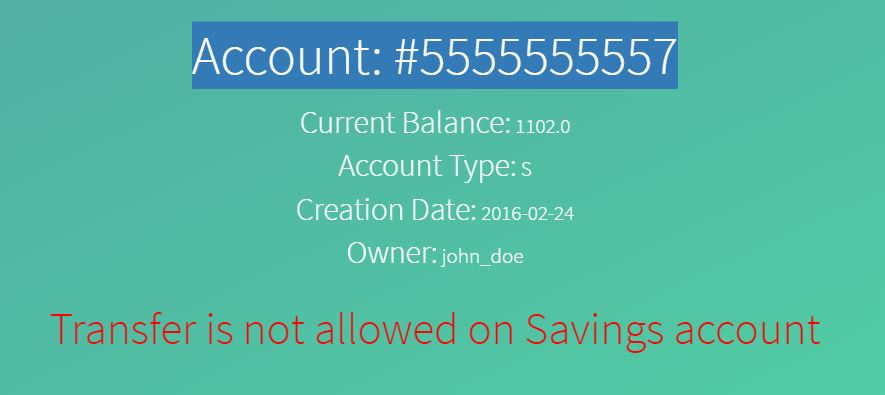 Account: #5555555557
Current Balance: 1102.0
Account Type: S
Creation Date: 2016-02-24
Owner: john_doe
Transfer is not allowed on Savings account